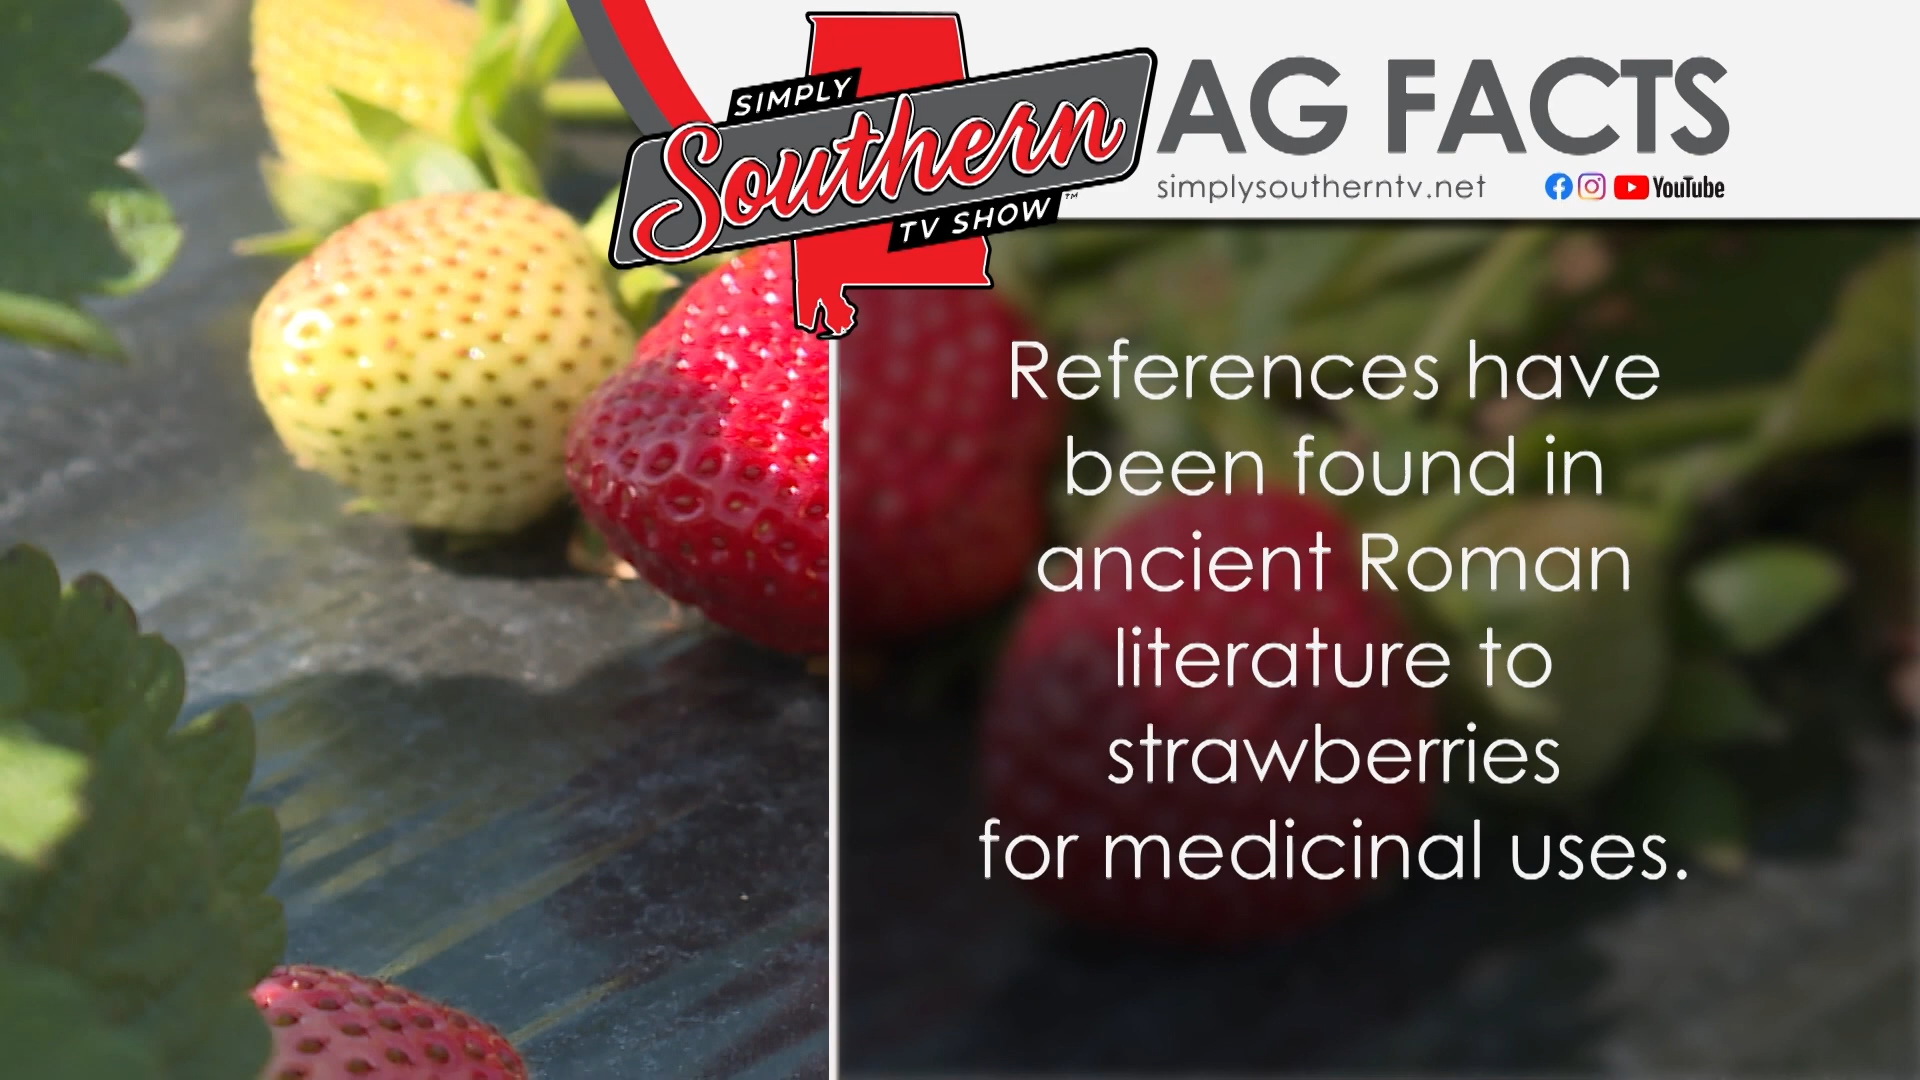 SIMPLY
Southern
TV SHOW™
AG FACTS
simplysoutherntv.net
YouTube
References have
been found in
ancient Roman
literature to
strawberries
for medicinal uses.